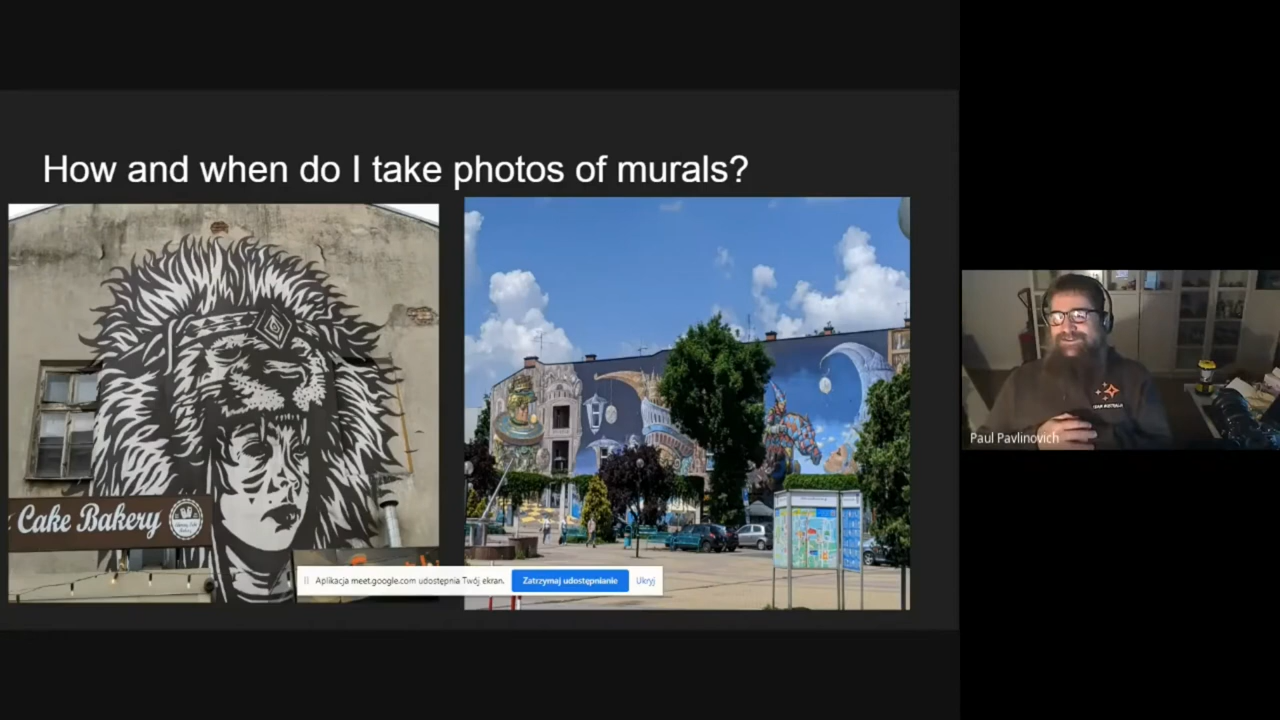 How and when do I take photos of murals?
Cake Bakery
Aplikacja meet.google.com udostępnia Twój ekran.
Zatrzymaj udostępnianie
Ukryj
Paul Pavlinovich